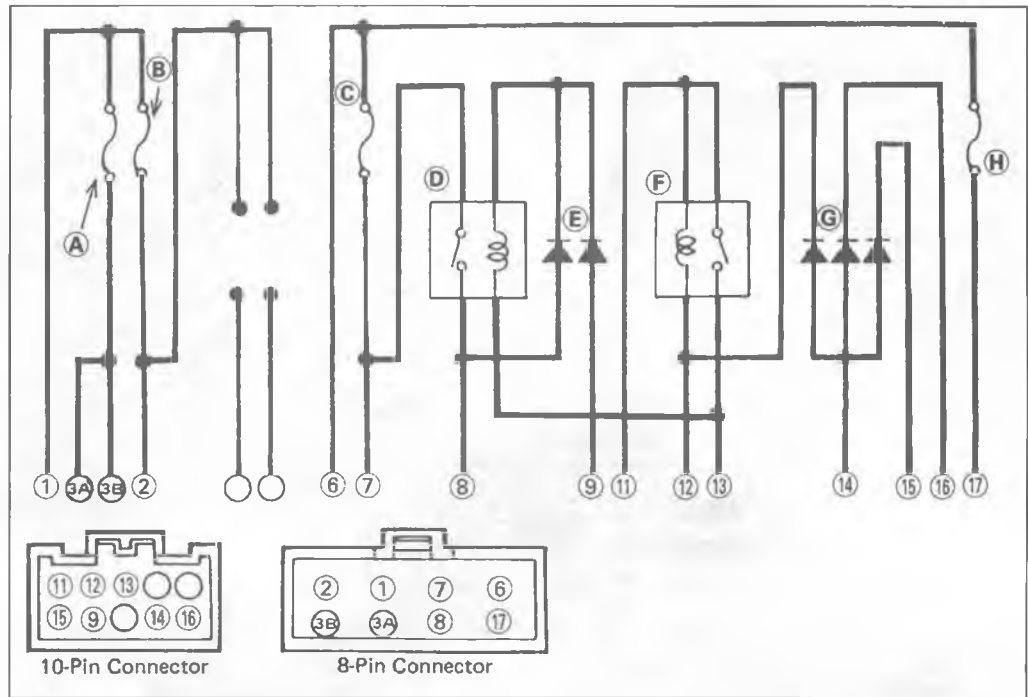 Ⓑ
Ⓒ
Ⓗ
Ⓓ Ⓔ Ⓕ Ⓖ
Ⓐ
① 3A 3B ② ⑥ ⑦ ⑧ ⑨ ⑪ ⑫ ⑬ ⑭ ⑮ ⑯ ⑰
⑪ ⑫ ⑬
⑮ ⑨ ⑭ ⑯
10-Pin Connector
② ① ⑦ ⑥
3B 3A ⑧ ⑰
8-Pin Connector